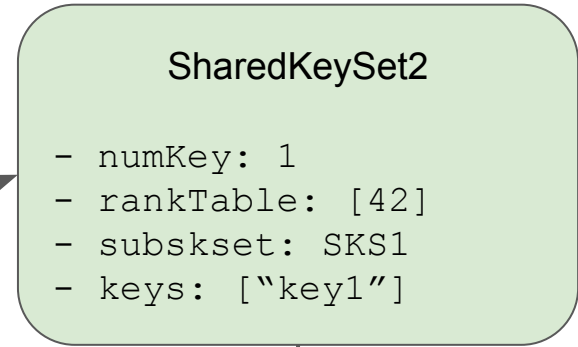 SharedKeySet2
- numKey: 1
- rankTable: [42]
- subskset: SKS1
- keys: [“key1”]